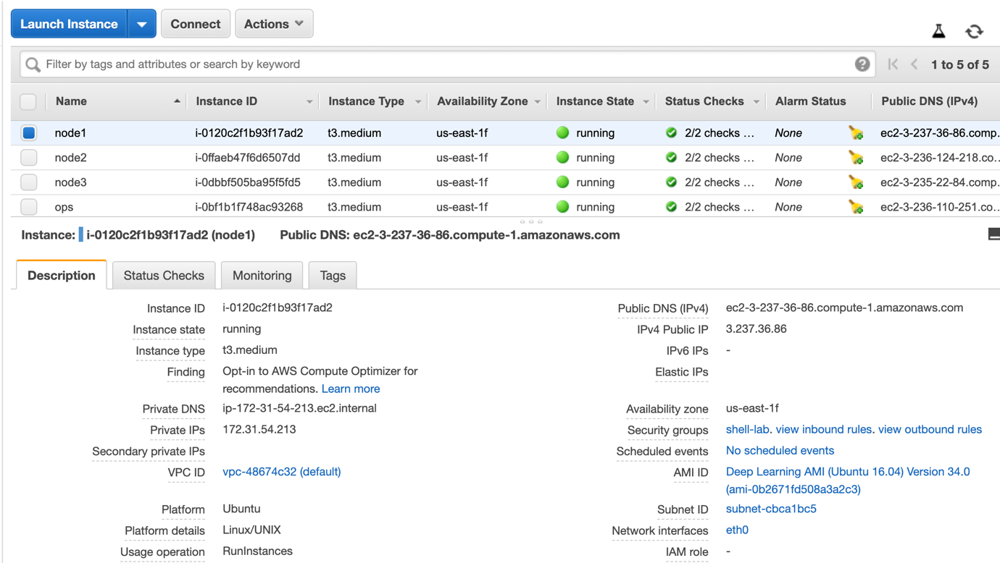 Launch Instance Connect Actions
Filter by tags and attributes or search by keyword ? 1 to 5 of 5
Name Instance ID Instance Type Availability Zone Instance State Status Checks Alarm Status Public DNS (IPv4)
node1 i-0120c2f1b93f17ad2 t3.medium us-east-1f running 2/2 checks ... None ec2-3-237-36-86.comp...
node2 i-0ffaeb47f6d6507dd t3.medium us-east-1f running 2/2 checks ... None ec2-3-236-124-218.co...
node3 i-0dbbf505ba95f5fd5 t3.medium us-east-1f running 2/2 checks ... None ec2-3-235-22-84.comp...
ops i-0bf1b1f748ac93268 t3.medium us-east-1f running 2/2 checks ... None ec2-3-236-110-251.co...
Instance: i-0120c2f1b93f17ad2 (node1) Public DNS: ec2-3-237-36-86.compute-1.amazonaws.com
Description Status Checks Monitoring Tags
Instance ID i-0120c2f1b93f17ad2 Public DNS (IPv4) ec2-3-237-36-86.compute-1.amazonaws.com
Instance state running IPv4 Public IP 3.237.36.86
Instance type t3.medium IPv6 IPs -
Finding Opt-in to AWS Compute Optimizer for Elastic IPs
recommendations. Learn more
Private DNS ip-172-31-54-213.ec2.internal Availability zone us-east-1f
Private IPs 172.31.54.213 Security groups shell-lab. view inbound rules. view outbound rules
Secondary private IPs Scheduled events No scheduled events
VPC ID vpc-48674c32 (default) AMI ID Deep Learning AMI (Ubuntu 16.04) Version 34.0
(ami-0b2671fd508a3a2c3)
Platform Ubuntu Subnet ID subnet-cbca1bc5
Platform details Linux/UNIX Network interfaces eth0
Usage operation RunInstances IAM role -